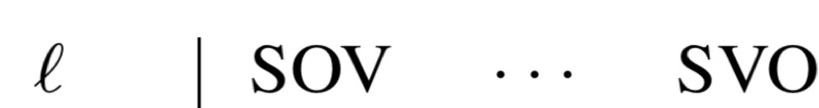 ℓ | SOV ··· SVO